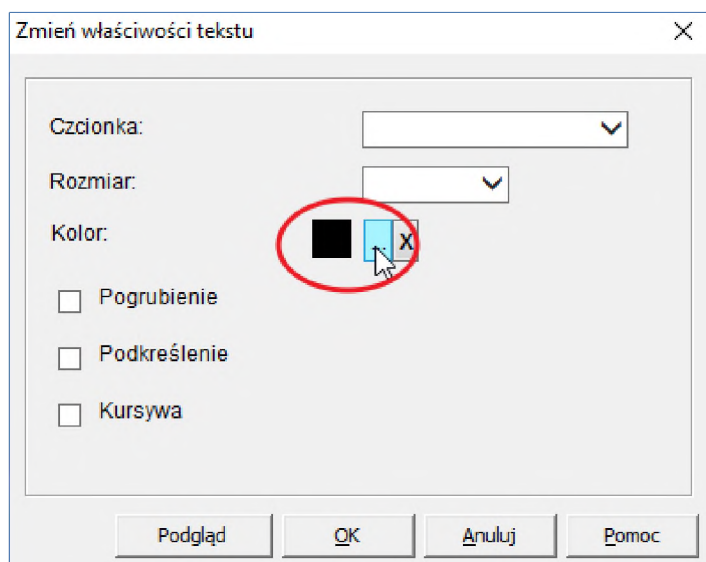 Zmień właściwości tekstu
Czcionka:
Rozmiar:
Kolor:
... X
Pogrubienie
Podkreślenie
Kursywa
Podgląd OK Anuluj Pomoc